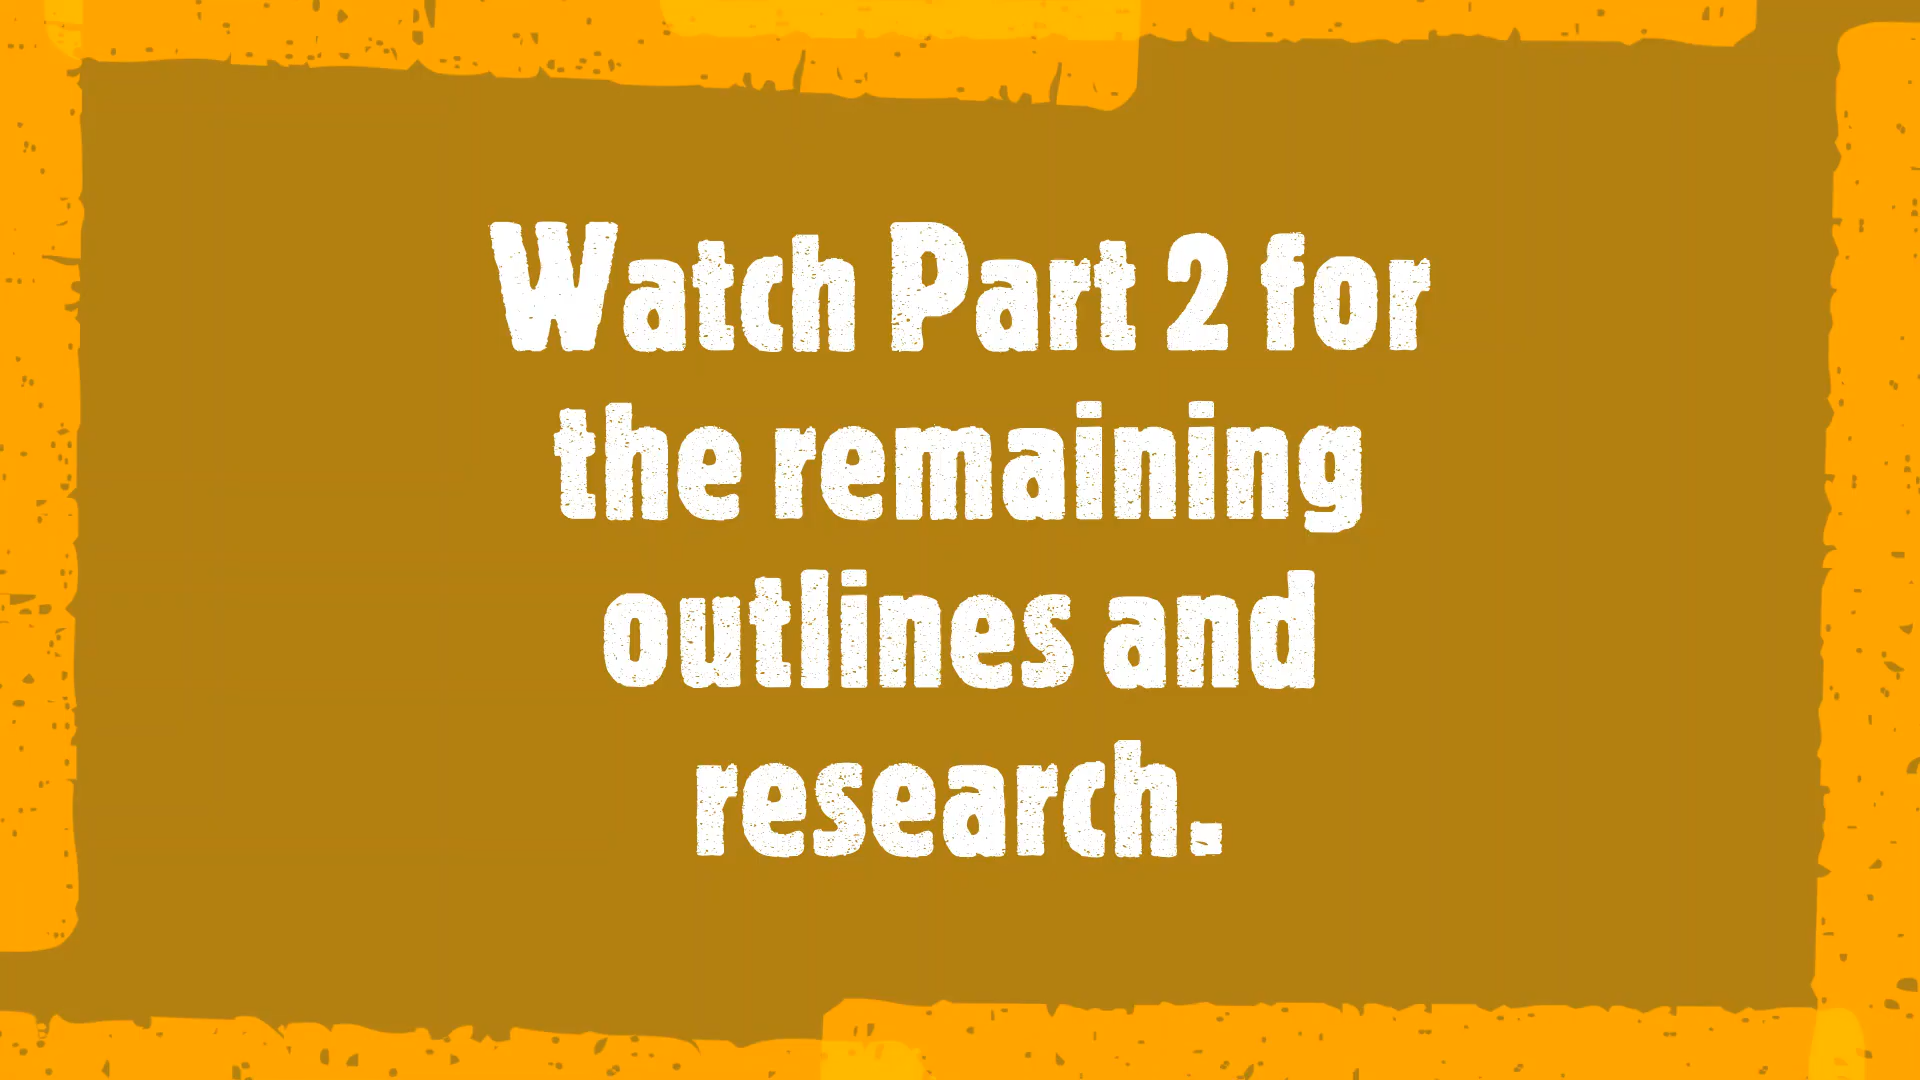 Watch Part 2 for
the remaining
outlines and
research.